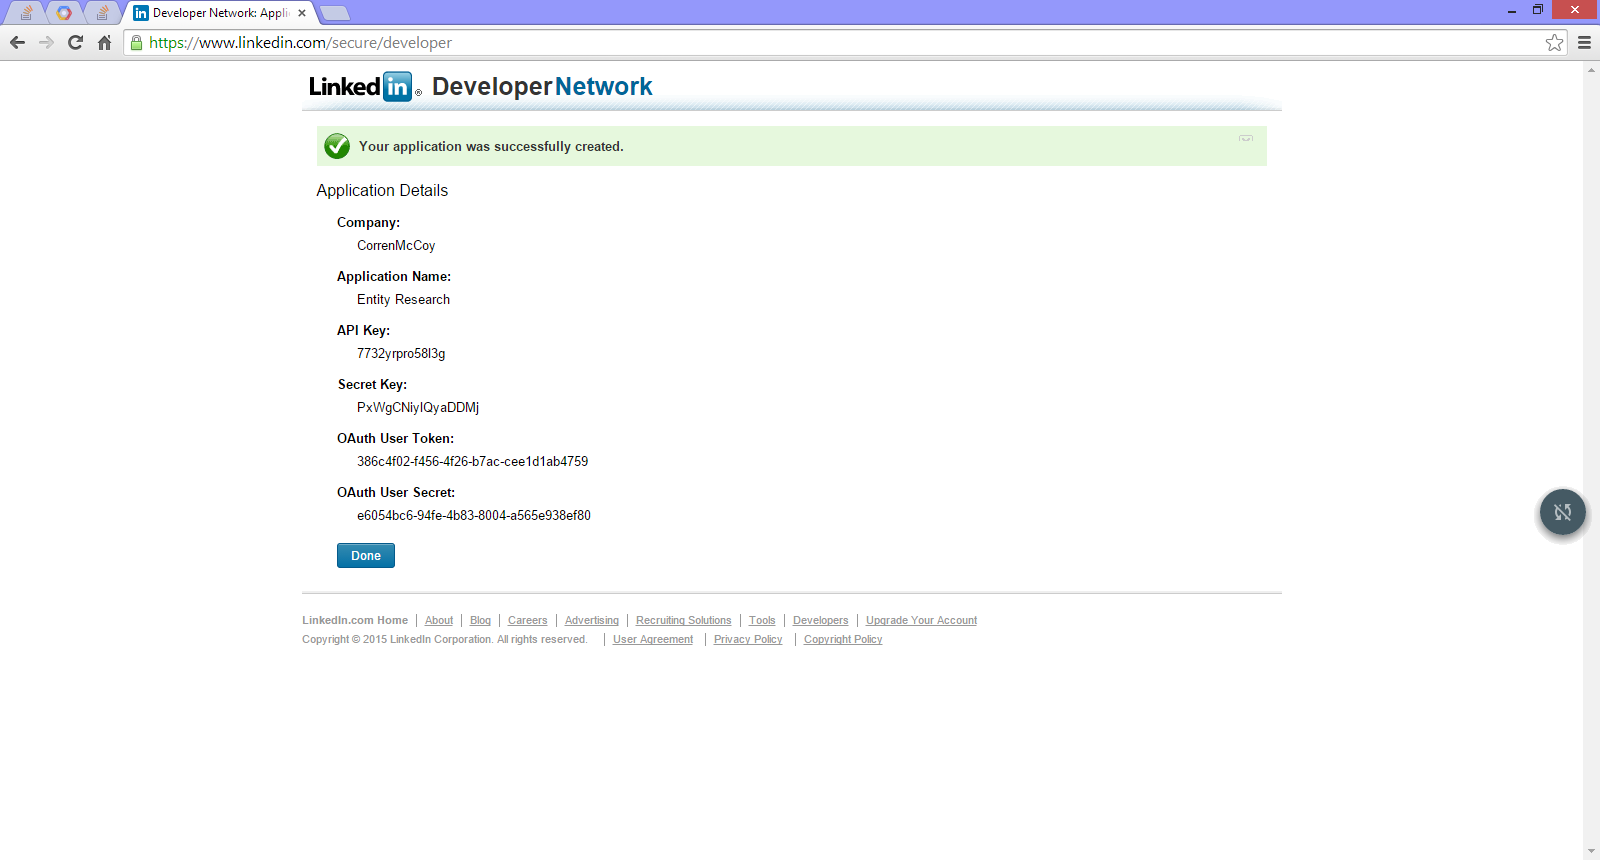 Developer Network: Appli
https://www.linkedin.com/secure/developer
Linked in ® DeveloperNetwork
Your application was successfully created.
Application Details
Company:
CorrenMcCoy
Application Name:
Entity Research
API Key:
7732yrpro58l3g
Secret Key:
PxWgCNiyIQyaDDMj
OAuth User Token:
386c4f02-f456-4f26-b7ac-cee1d1ab4759
OAuth User Secret:
e6054bc6-94fe-4b83-8004-a565e938ef80
Done
LinkedIn.com Home | About | Blog | Careers | Advertising | Recruiting Solutions | Tools | Developers | Upgrade Your Account
Copyright © 2015 LinkedIn Corporation. All rights reserved. | User Agreement | Privacy Policy | Copyright Policy